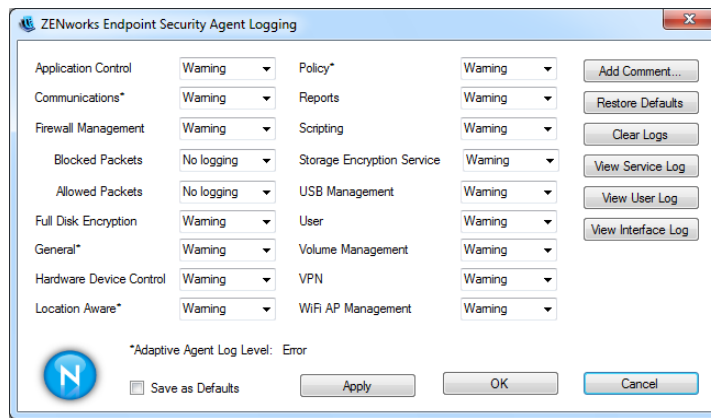 ZENworks Endpoint Security Agent Logging
Application Control Warning Policy* Warning Add Comment...
Communications* Warning Reports Warning Restore Defaults
Firewall Management Warning Scripting Warning Clear Logs
Blocked Packets No logging Storage Encryption Service Warning View Service Log
Allowed Packets No logging USB Management Warning View User Log
Full Disk Encryption Warning User Warning View Interface Log
General* Warning Volume Management Warning
Hardware Device Control Warning VPN Warning
Location Aware* Warning WiFi AP Management Warning
*Adaptive Agent Log Level: Error
N
Save as Defaults Apply OK Cancel